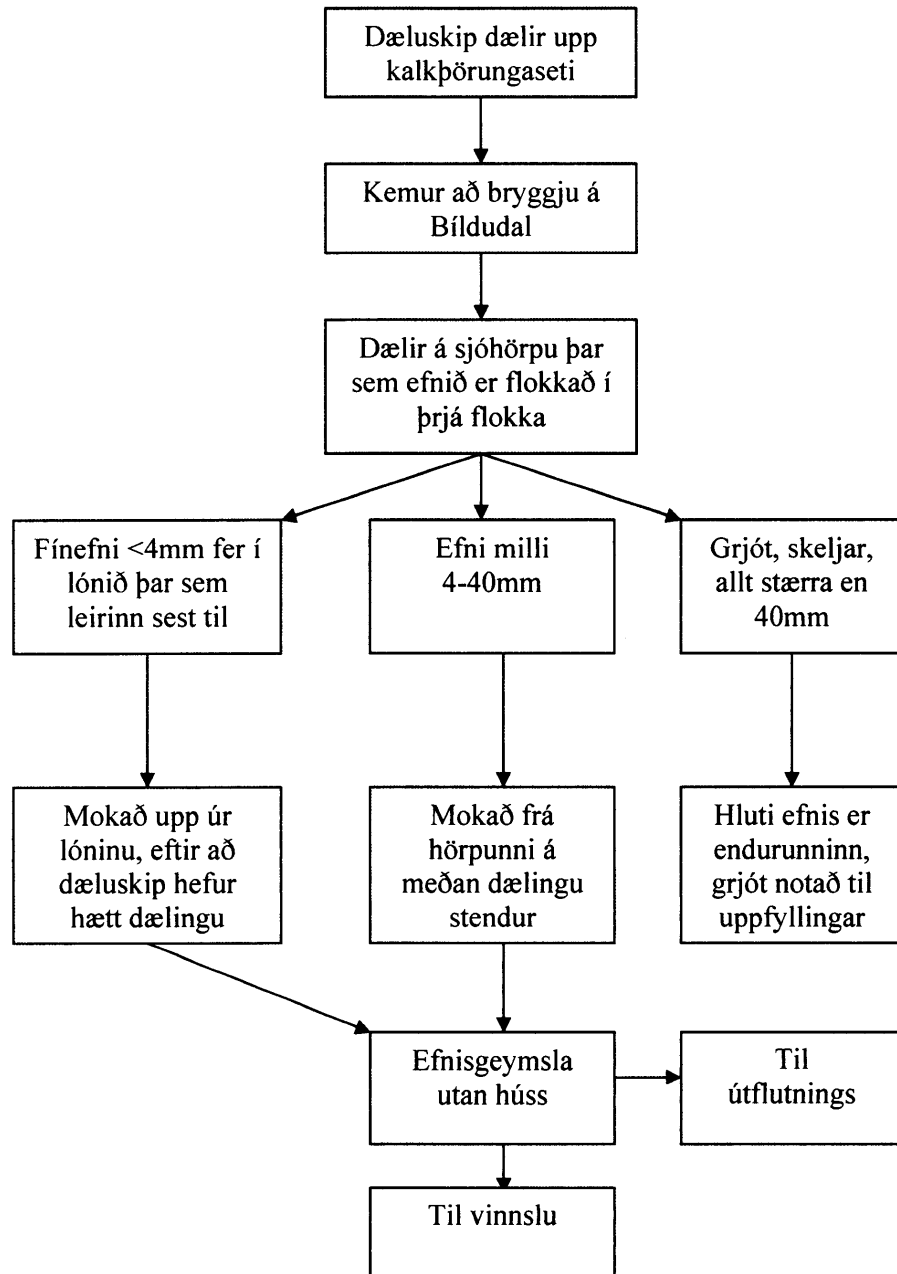 Dæluskip dælir upp
kalkþörungaseti
Kemur að bryggju á
Bíldudal
Dælir á sjóhörpu þar
sem efnið er flokkað í
þrjá flokka
Fínefni <4mm fer í
lónið þar sem
leirinn sest til
Efni milli
4-40mm
Grjót, skeljar,
allt stærra en
40mm
Mokað upp úr
lóninu, eftir að
dæluskip hefur
hætt dælingu
Mokað frá
hörpunni á
meðan dælingu
stendur
Hluti efnis er
endurunninn,
grjót notað til
uppfyllingar
Efnisgeymsla
utan húss
Til
útflutnings
Til vinnslu